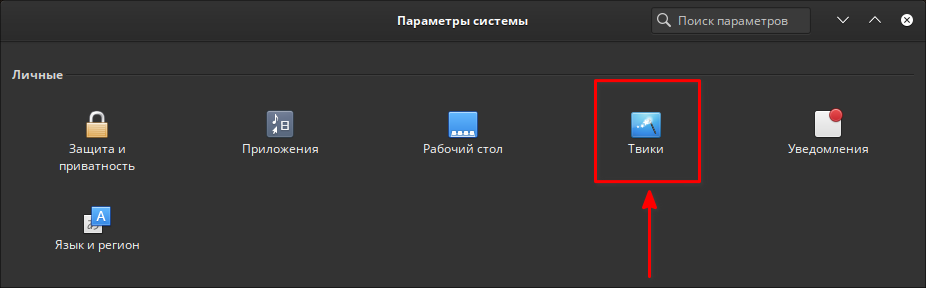 Параметры системы
Поиск параметров
Личные
Защита и
приватность
Приложения
Рабочий стол
Твики
Уведомления
Язык и регион